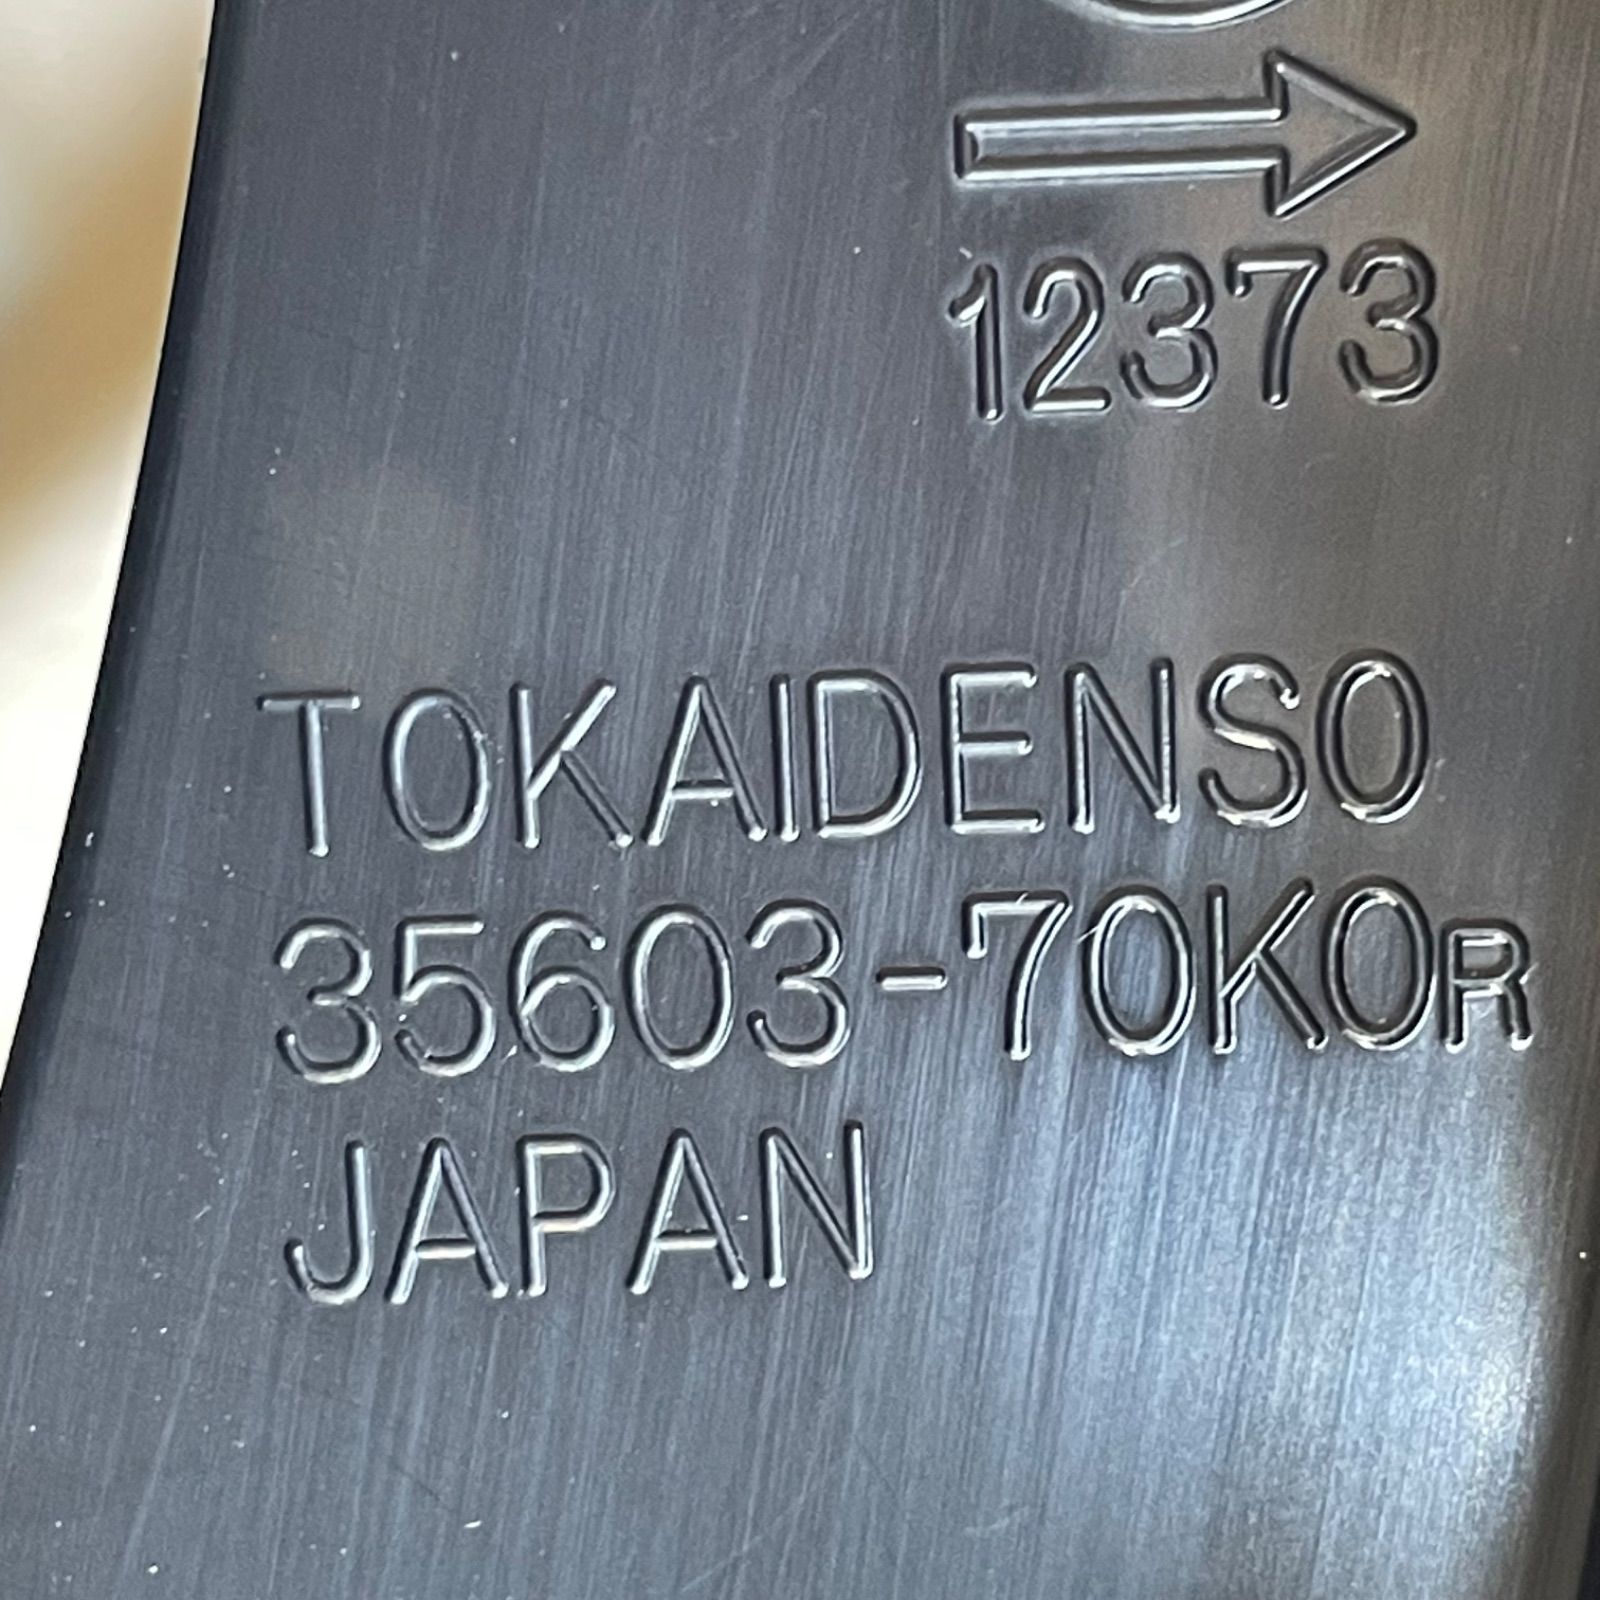 12373
TOKAIDENSO
35603-70K0R
JAPAN